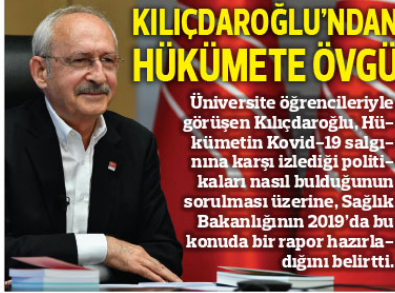 KILIÇDAROĞLU’NDAN
HÜKÜMETE ÖVGÜ
Üniversite öğrencileriyle
görüşen Kılıçdaroğlu, Hü-
kümetin Kovid-19 salgı-
nına karşı izlediği politi-
kaları nasıl bulduğunun
sorulması üzerine, Sağlık
Bakanlığının 2019’da bu
konuda bir rapor hazırla-
dığını belirtti.